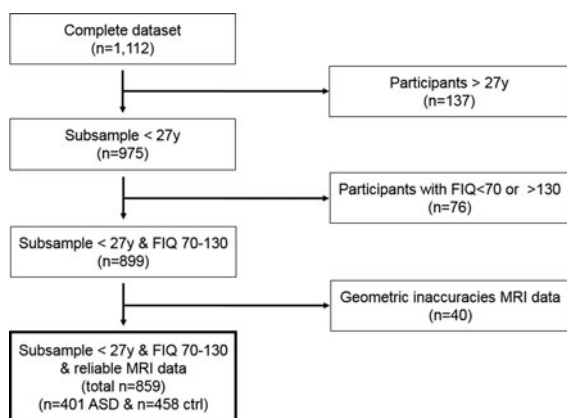 Complete dataset
(n=1,112)
Participants > 27y
(n=137)
Subsample < 27y
(n=975)
Participants with FIQ<70 or >130
(n=76)
Subsample < 27y & FIQ 70-130
(n=899)
Geometric inaccuracies MRI data
(n=40)
Subsample < 27y & FIQ 70-130
& reliable MRI data
(total n=859)
(n=401 ASD & n=458 ctrl)